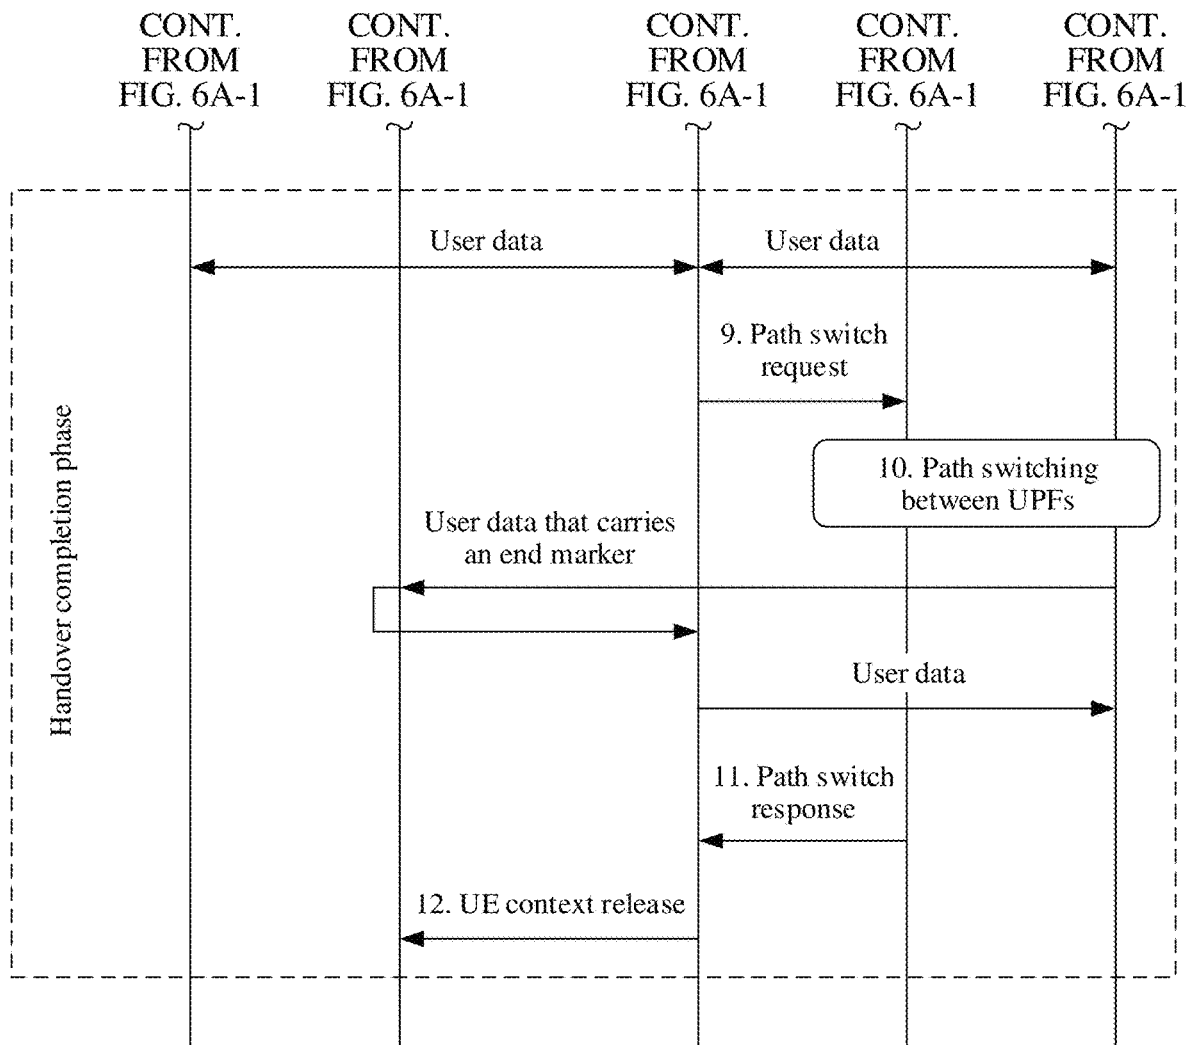 CONT. FROM FIG. 6A-1
CONT. FROM FIG. 6A-1
CONT. FROM FIG. 6A-1
CONT. FROM FIG. 6A-1
CONT. FROM FIG. 6A-1
Handover completion phase
User data
User data
9. Path switch
request
10. Path switching
between UPFs
User data that carries
an end marker
User data
11. Path switch
response
12. UE context release